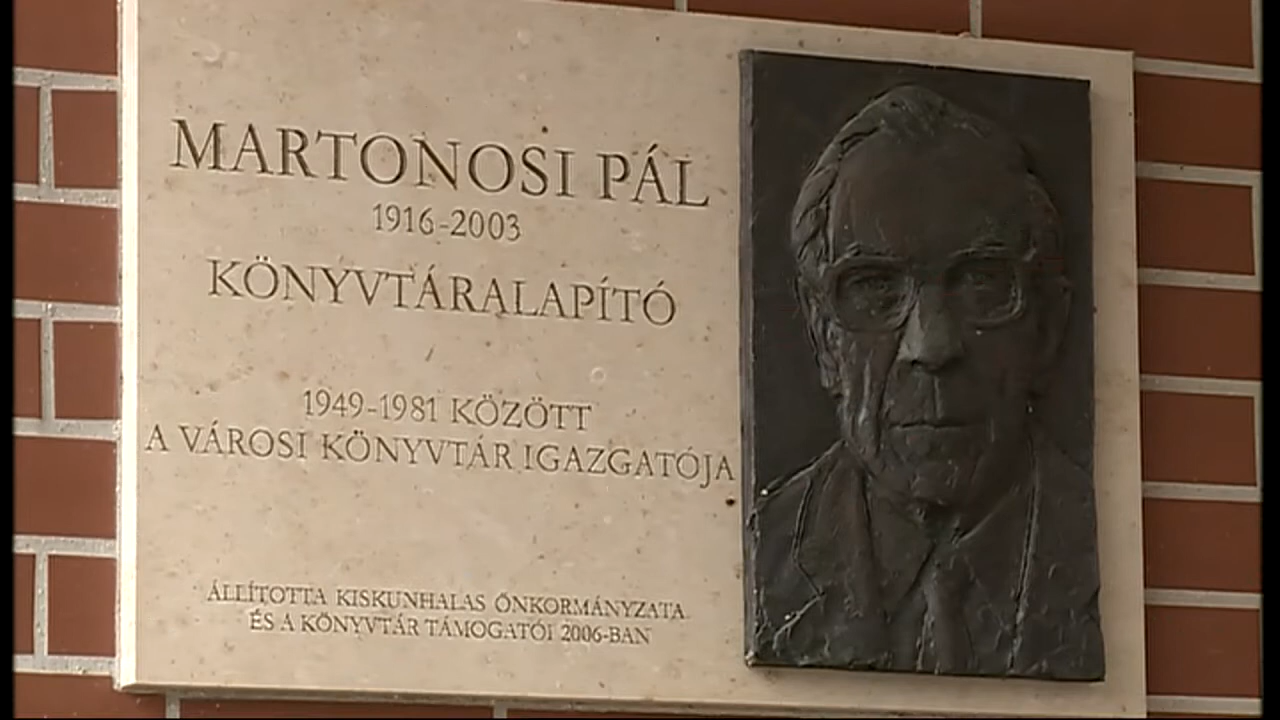 MARTONOSI PÁL
1916-2003
KÖNYVTÁRALAPÍTÓ
1949-1981 KÖZÖTT
A VÁROSI KÖNYVTÁR IGAZGATÓJA
ÁLLÍTOTTA KISKUNHALAS ÖNKORMÁNYZATA
ÉS A KÖNYVTÁR TÁMOGATÓI 2006-BAN